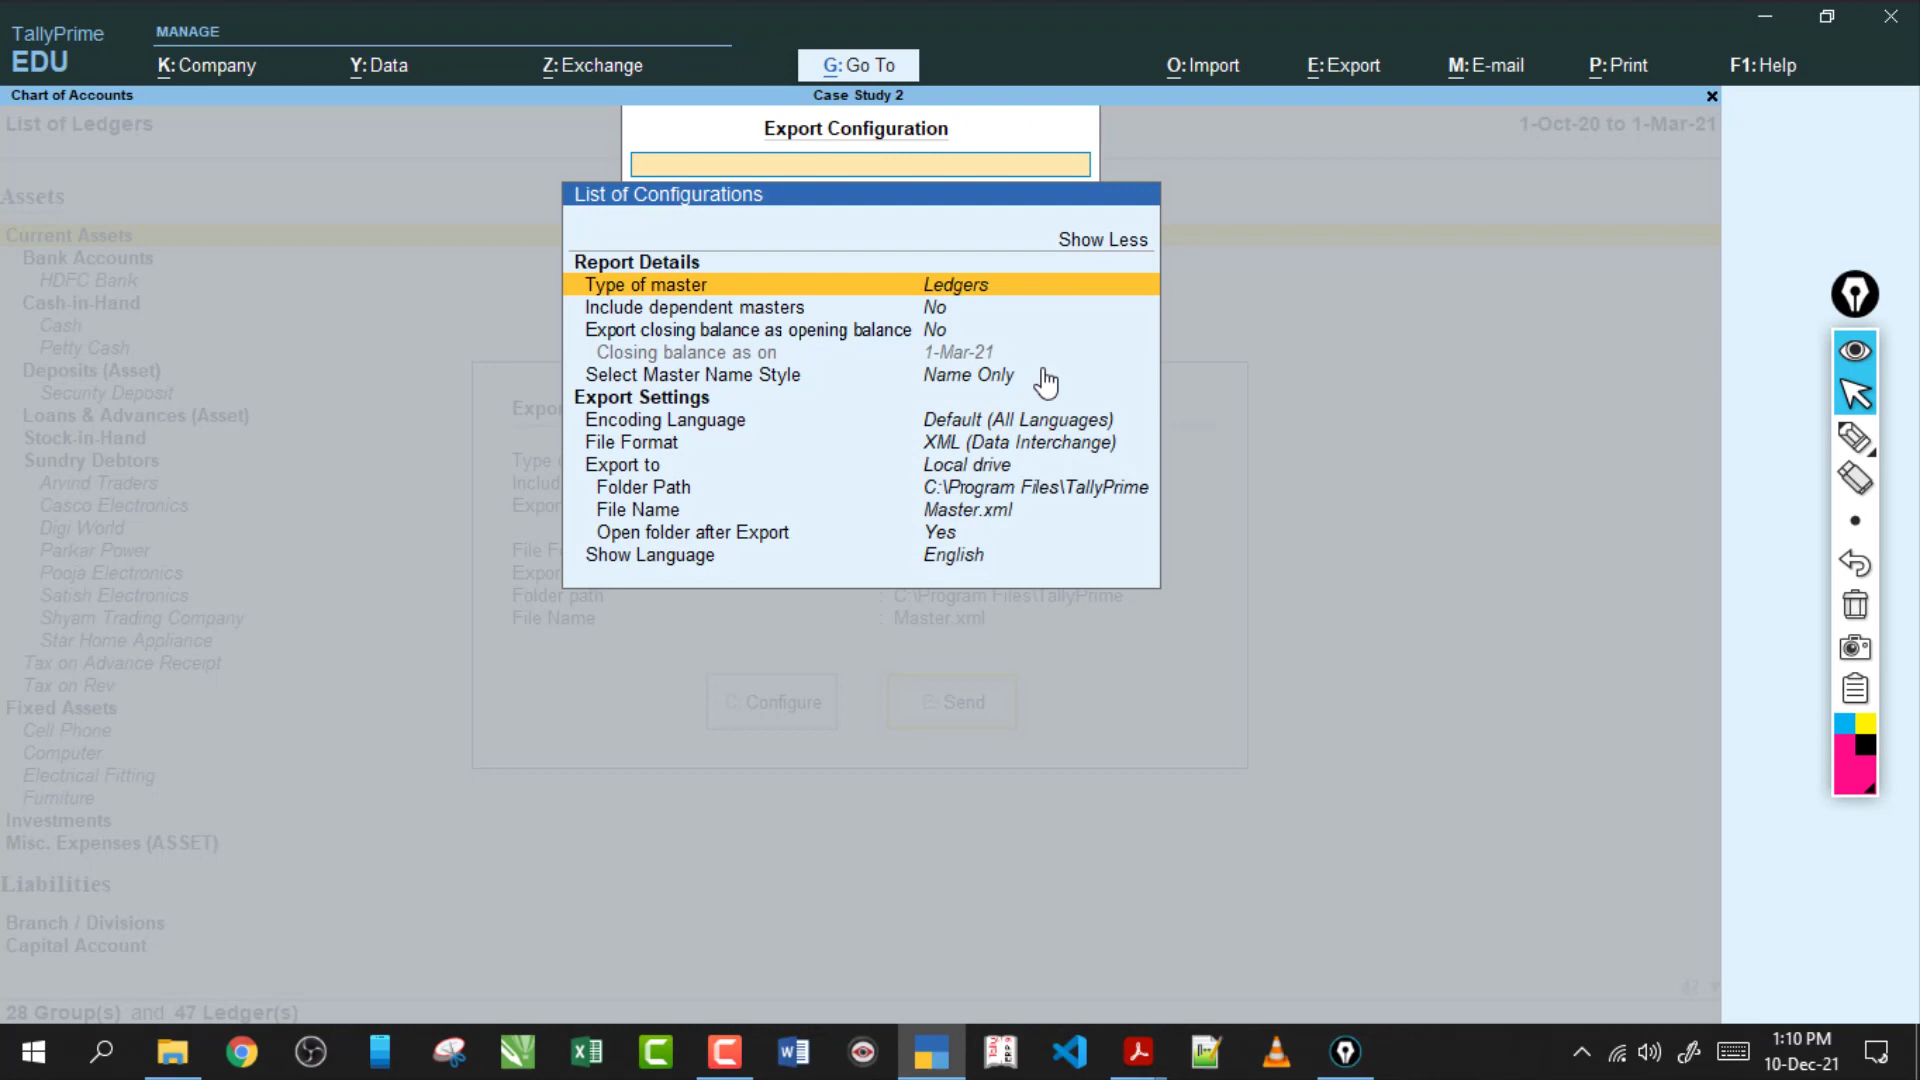 TallyPrime
EDU
MANAGE
K: Company
Y: Data
Z: Exchange
G: Go To
O: Import
E: Export
M: E-mail
P: Print
F1: Help
Chart of Accounts
Case Study 2
List of Ledgers
1-Oct-20 to 1-Mar-21
Export Configuration
List of Configurations
Show Less
Report Details
Type of master Ledgers
Include dependent masters No
Export closing balance as opening balance No
Closing balance as on 1-Mar-21
Select Master Name Style Name Only
Export Settings
Encoding Language Default (All Languages)
File Format XML (Data Interchange)
Export to Local drive
Folder Path C:\Program Files\TallyPrime
File Name Master.xml
Open folder after Export Yes
Show Language English
Folder path : C:\Program Files\TallyPrime
File Name : Master.xml
C: Configure
E: Send
Assets
Current Assets
Bank Accounts
HDFC Bank
Cash-in-Hand
Cash
Petty Cash
Deposits (Asset)
Security Deposit
Loans & Advances (Asset)
Stock-in-Hand
Sundry Debtors
Arvind Traders
Casco Electronics
Digi World
Parkar Power
Pooja Electronics
Satish Electronics
Shyam Trading Company
Star Home Appliance
Tax on Advance Receipt
Tax on Rev
Fixed Assets
Cell Phone
Computer
Electrical Fitting
Furniture
Investments
Misc. Expenses (ASSET)
Liabilities
Branch / Divisions
Capital Account
28 Group(s) and 47 Ledger(s)
1:10 PM
10-Dec-21